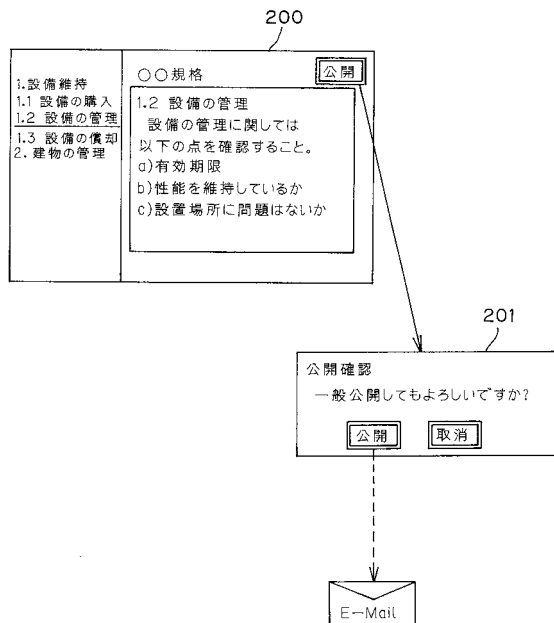 200
1.設備維持
1.1 設備の購入
1.2 設備の管理
1.3 設備の償却
2. 建物の管理
○○規格
公開
1.2 設備の管理
設備の管理に関しては
以下の点を確認すること。
a)有効期限
b)性能を維持しているか
c)設置場所に問題はないか
201
公開確認
一般公開してもよろしいですか?
公開
取消
E-Mail